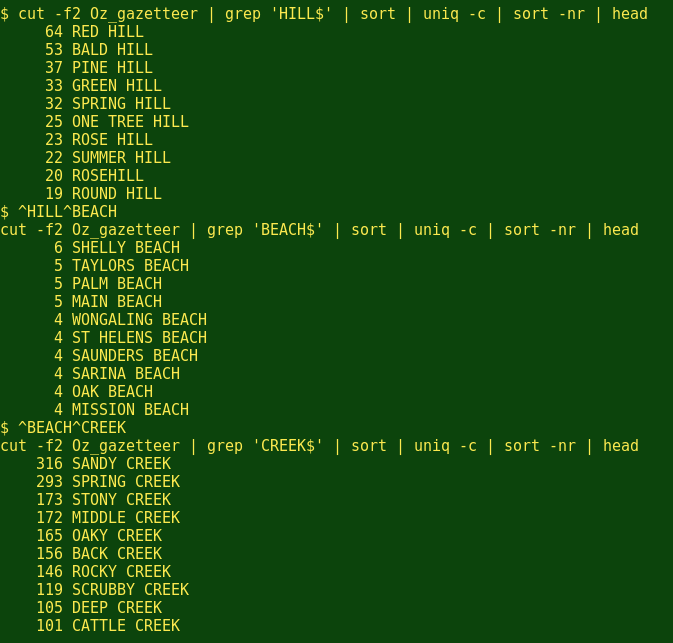 $ cut -f2 Oz_gazetteer | grep 'HILL$' | sort | uniq -c | sort -nr | head
     64 RED HILL
     53 BALD HILL
     37 PINE HILL
     33 GREEN HILL
     32 SPRING HILL
     25 ONE TREE HILL
     23 ROSE HILL
     22 SUMMER HILL
     20 ROSEHILL
     19 ROUND HILL
$ ^HILL^BEACH
cut -f2 Oz_gazetteer | grep 'BEACH$' | sort | uniq -c | sort -nr | head
      6 SHELLY BEACH
      5 TAYLORS BEACH
      5 PALM BEACH
      5 MAIN BEACH
      4 WONGALING BEACH
      4 ST HELENS BEACH
      4 SAUNDERS BEACH
      4 SARINA BEACH
      4 OAK BEACH
      4 MISSION BEACH
$ ^BEACH^CREEK
cut -f2 Oz_gazetteer | grep 'CREEK$' | sort | uniq -c | sort -nr | head
    316 SANDY CREEK
    293 SPRING CREEK
    173 STONY CREEK
    172 MIDDLE CREEK
    165 OAKY CREEK
    156 BACK CREEK
    146 ROCKY CREEK
    119 SCRUBBY CREEK
    105 DEEP CREEK
    101 CATTLE CREEK